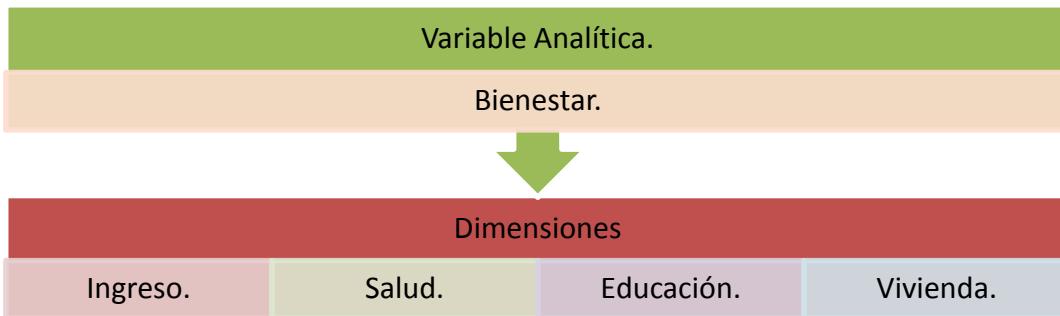 Variable Analítica.
Bienestar.
Dimensiones
Ingreso. Salud. Educación. Vivienda.